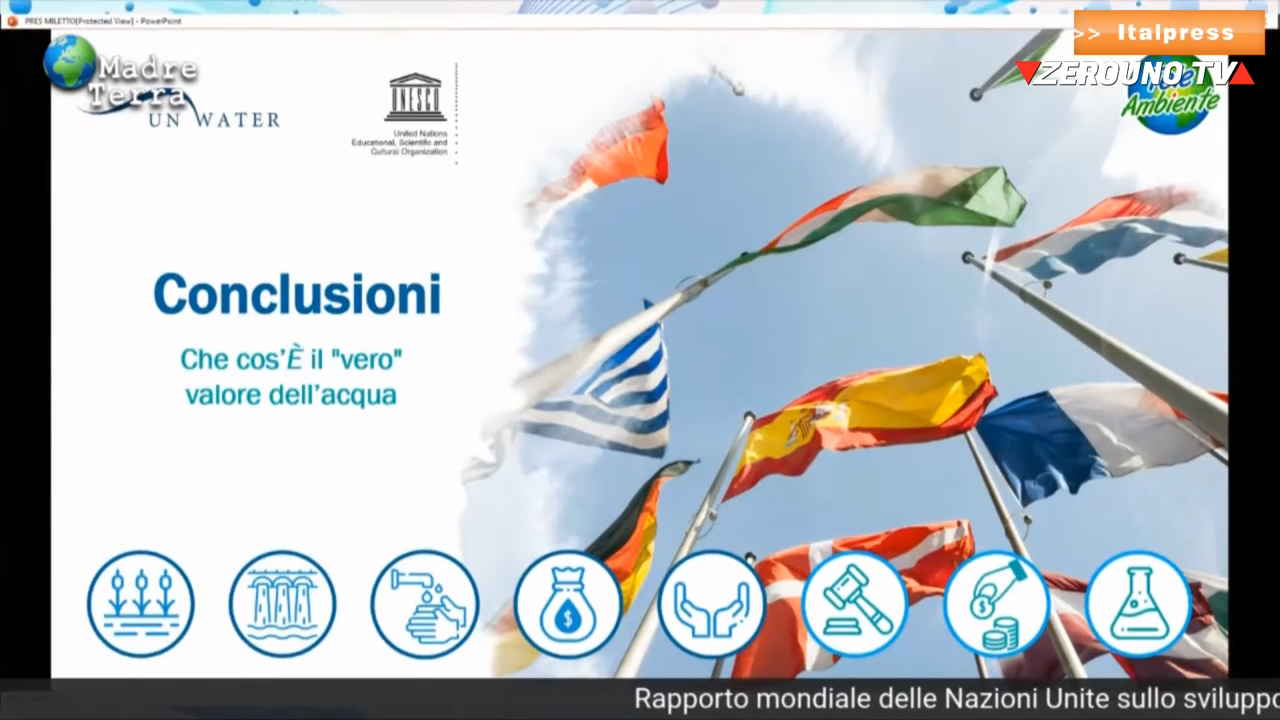 PRES MILETTO[Protected View] - PowerPoint
>> Italpress
Madre
Terra
UN WATER
UNESCO
United Nations
Educational, Scientific and
Cultural Organization
ZEROUNO TV
Ambiente
Conclusioni
Che cos'È il "vero"
valore dell'acqua
$
$
Rapporto mondiale delle Nazioni Unite sullo sviluppo